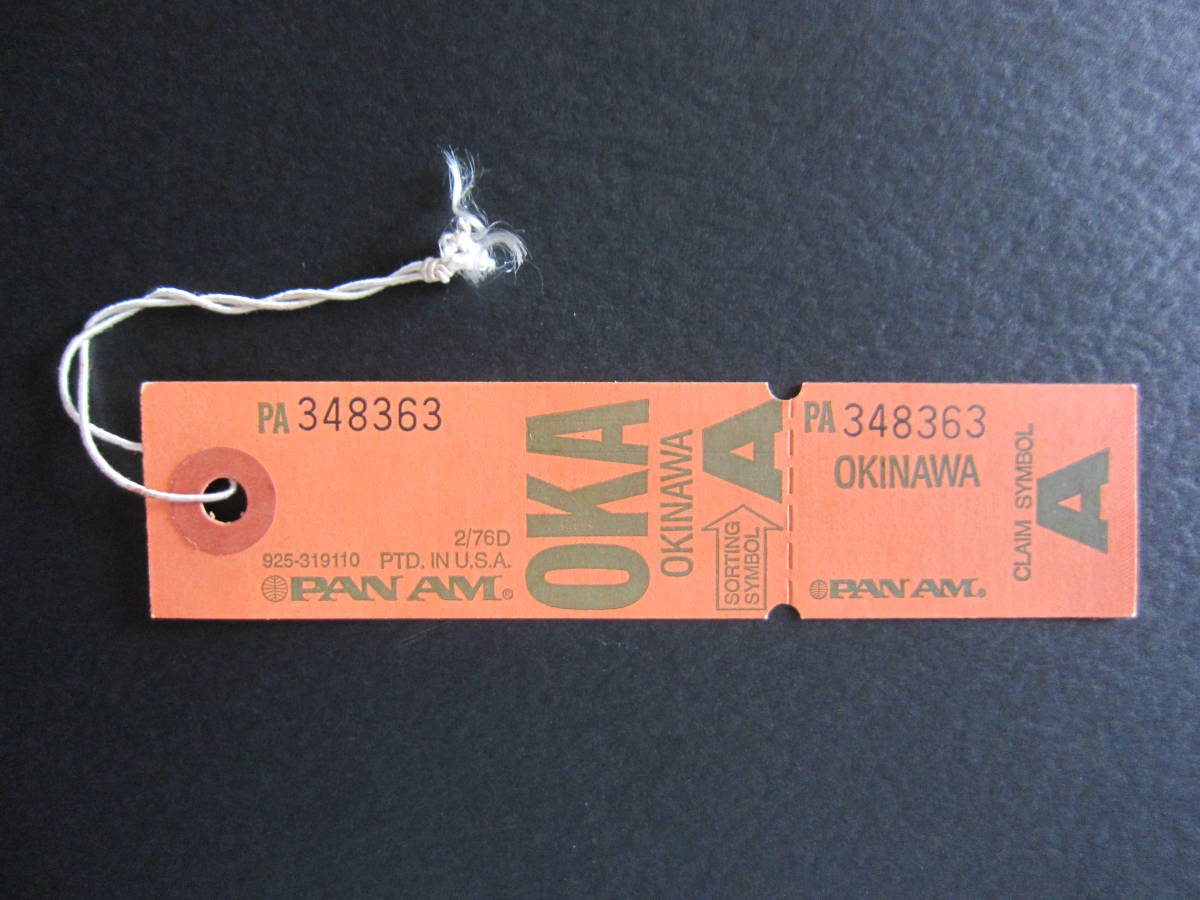 PA 348363
2/76D
925-319110 PTD. IN U.S.A.
PAN AM®
OKA
OKINAWA
A
SORTING
SYMBOL
PA 348363
OKINAWA
PAN AM®
CLAIM SYMBOL
A